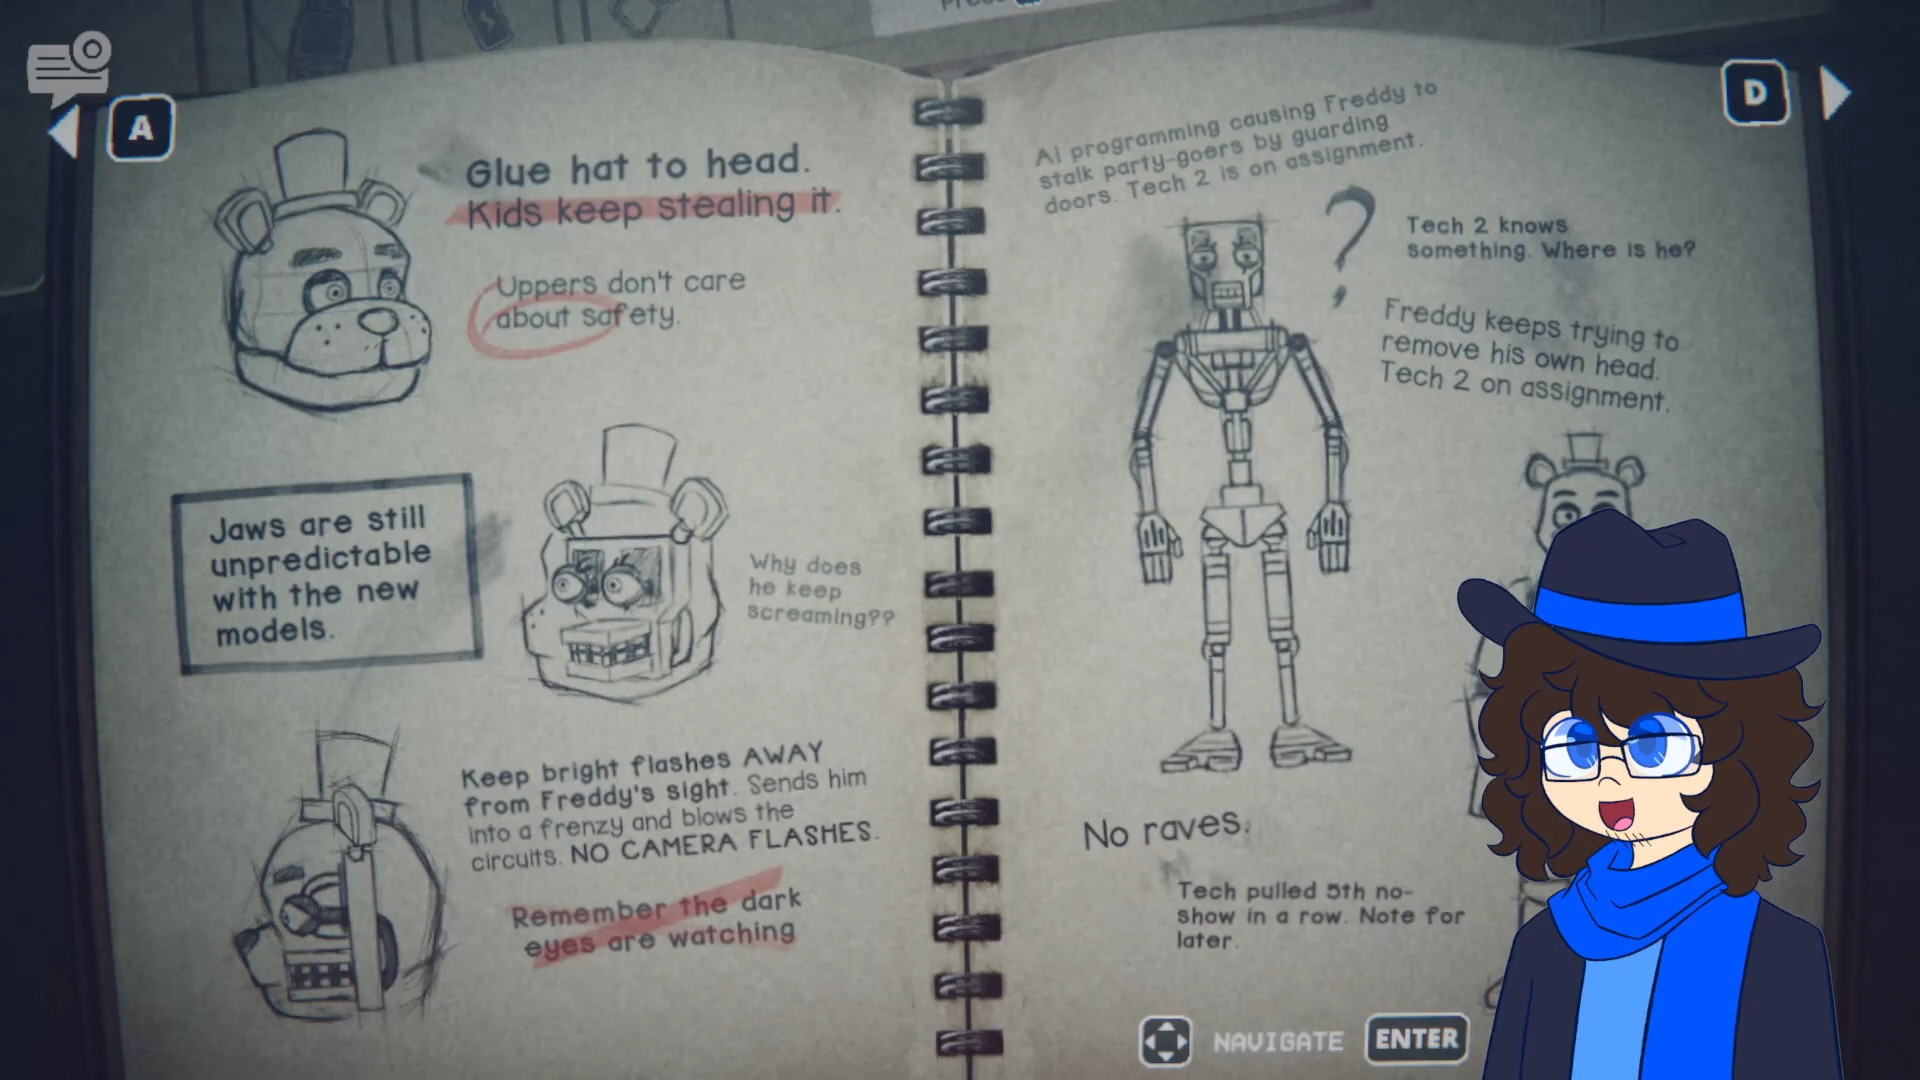 A
D
Glue hat to head.
Kids keep stealing it.
Uppers don't care
about safety.
Jaws are still
unpredictable
with the new
models.
Why does
he keep
screaming??
Keep bright flashes AWAY
from Freddy's sight. Sends him
into a frenzy and blows the
circuits. NO CAMERA FLASHES.
Remember the dark
eyes are watching
AI programming causing Freddy to
stalk party-goers by guarding
doors. Tech 2 is on assignment.
?
Tech 2 knows
something. Where is he?
Freddy keeps trying to
remove his own head.
Tech 2 on assignment.
No raves.
Tech pulled 5th no-
show in a row. Note for
later.
NAVIGATE ENTER